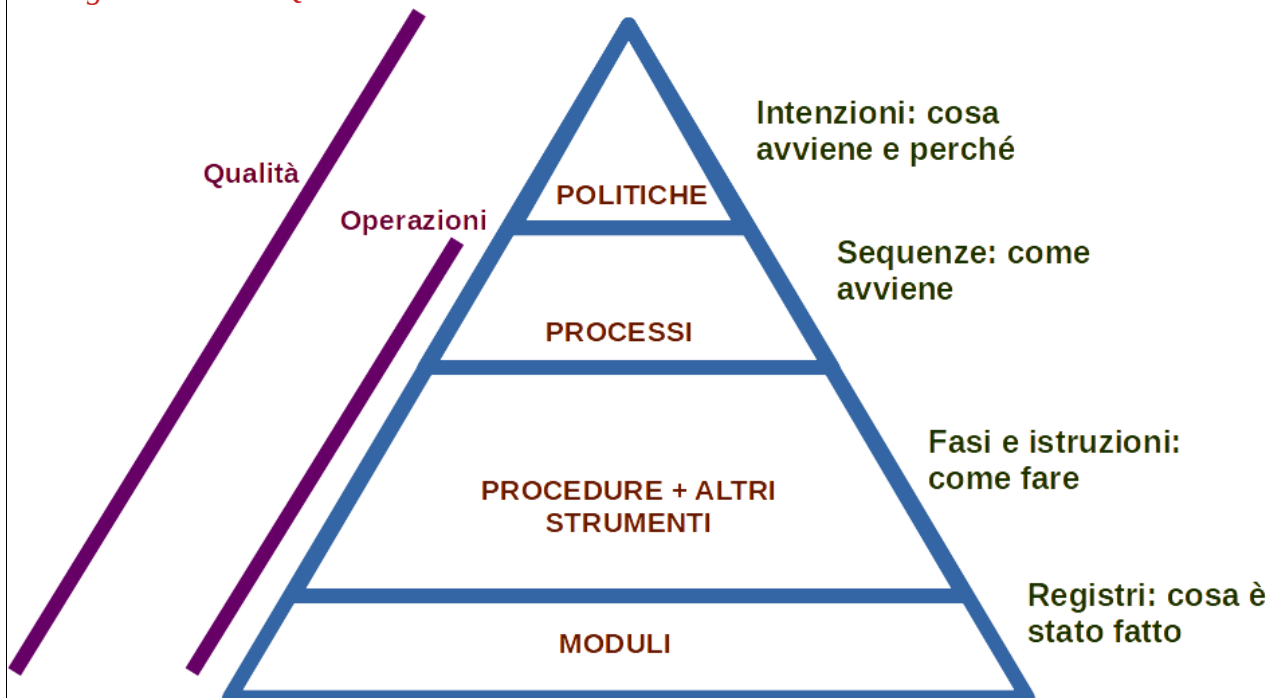 Qualità
Operazioni
POLITICHE
Intenzioni: cosa
avviene e perché
PROCESSI
Sequenze: come
avviene
PROCEDURE + ALTRI
STRUMENTI
Fasi e istruzioni:
come fare
MODULI
Registri: cosa è
stato fatto